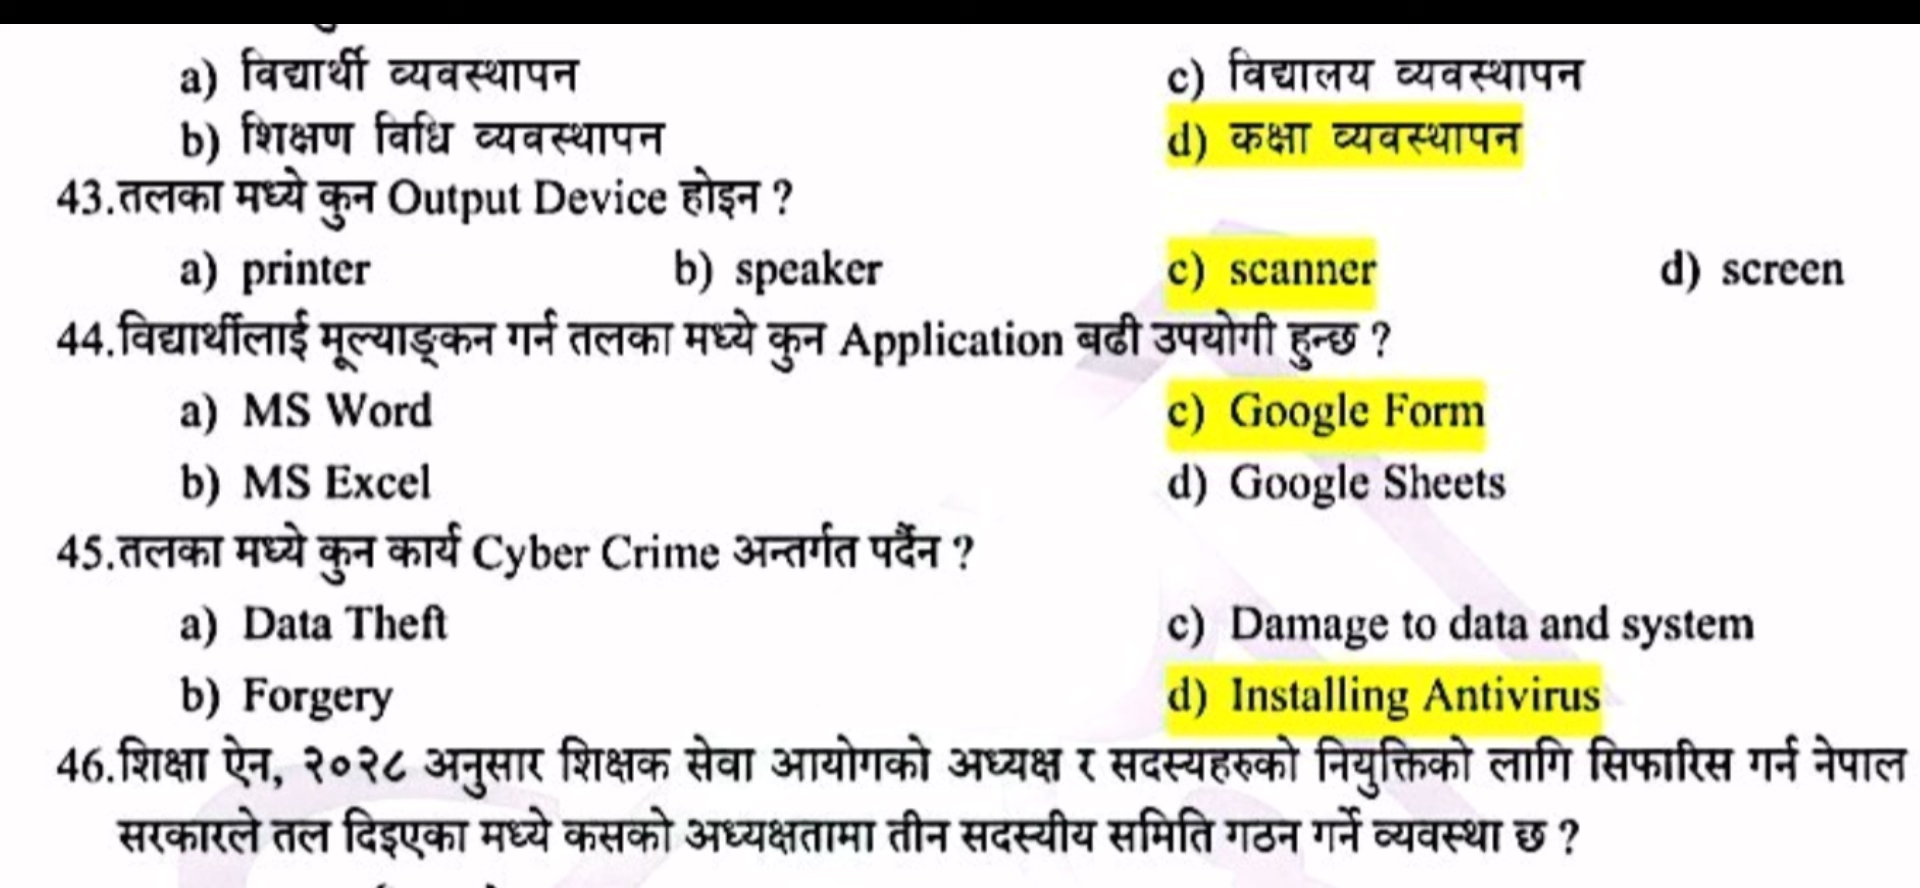 a) विद्यार्थी व्यवस्थापन c) विद्यालय व्यवस्थापन
b) शिक्षण विधि व्यवस्थापन d) कक्षा व्यवस्थापन
43.तलका मध्ये कुन Output Device होइन ?
a) printer b) speaker c) scanner d) screen
44.विद्यार्थीलाई मूल्याङ्कन गर्न तलका मध्ये कुन Application बढी उपयोगी हुन्छ ?
a) MS Word c) Google Form
b) MS Excel d) Google Sheets
45.तलका मध्ये कुन कार्य Cyber Crime अन्तर्गत पर्दैन ?
a) Data Theft c) Damage to data and system
b) Forgery d) Installing Antivirus
46.शिक्षा ऐन, २०२८ अनुसार शिक्षक सेवा आयोगको अध्यक्ष र सदस्यहरुको नियुक्तिको लागि सिफारिस गर्न नेपाल
सरकारले तल दिइएका मध्ये कसको अध्यक्षतामा तीन सदस्यीय समिति गठन गर्ने व्यवस्था छ ?